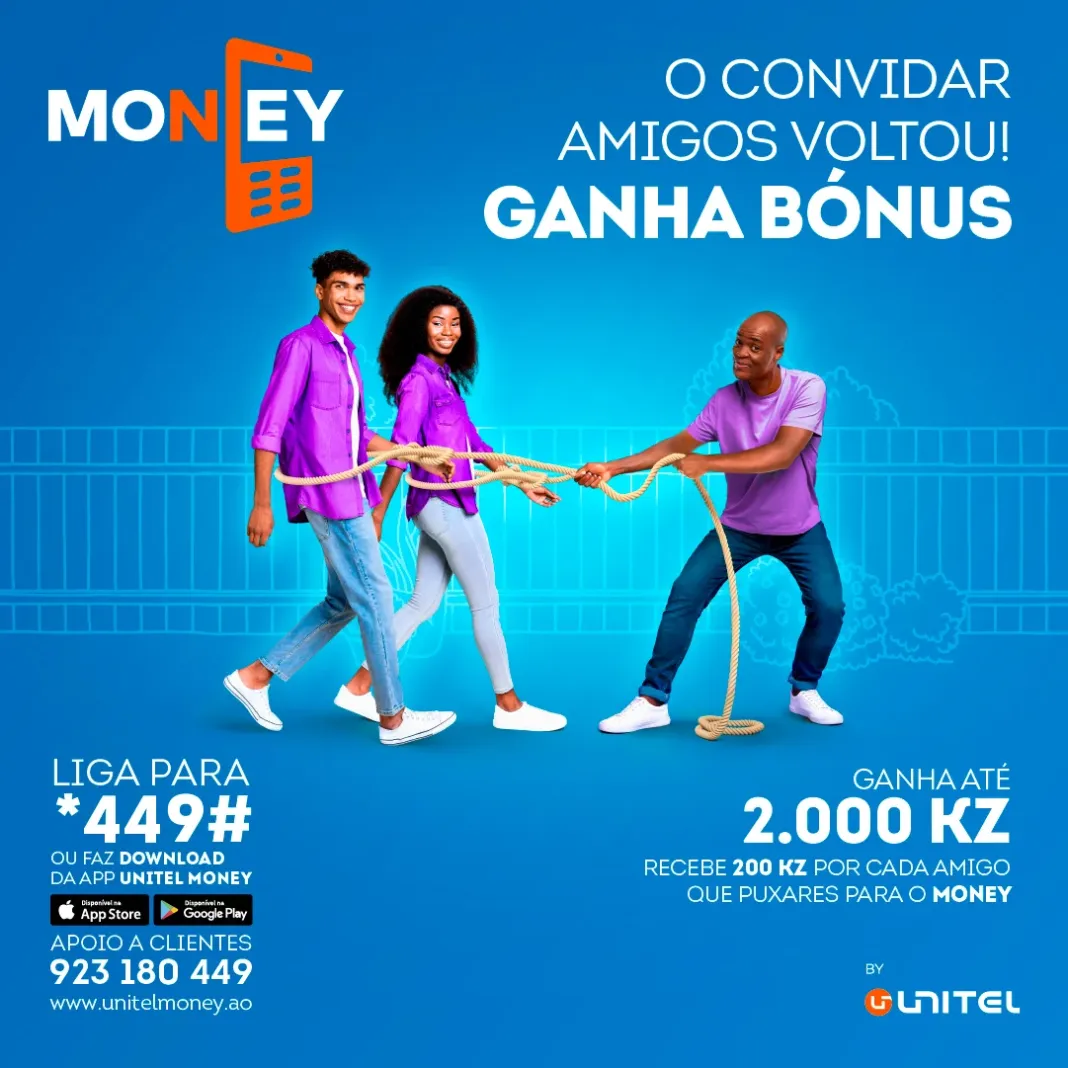 MONEY
O CONVIDAR
AMIGOS VOLTOU!
GANHA BÓNUS
LIGA PARA
*449#
OU FAZ DOWNLOAD
DA APP UNITEL MONEY
Disponível na
App Store
Disponível na
Google Play
APOIO A CLIENTES
923 180 449
www.unitelmoney.ao
GANHA ATÉ
2.000 KZ
RECEBE 200 KZ POR CADA AMIGO
QUE PUXARES PARA O MONEY
BY
UNITEL